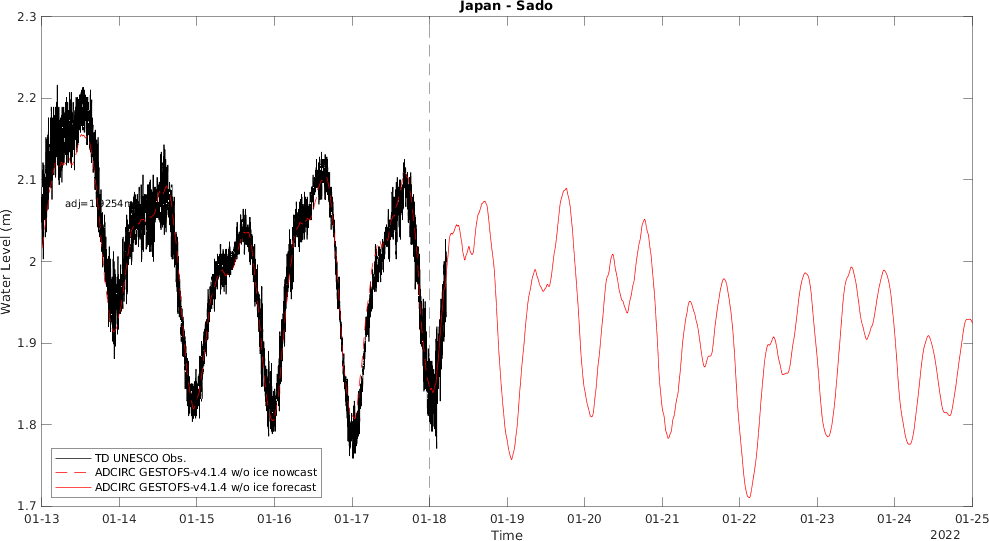 Japan - Sado
2.3
2.2
2.1
2
1.9
1.8
1.7
Water Level (m)
adj=1.9254m
TD UNESCO Obs.
ADCIRC GESTOFS-v4.1.4 w/o ice nowcast
ADCIRC GESTOFS-v4.1.4 w/o ice forecast
01-13 01-14 01-15 01-16 01-17 01-18 01-19 01-20 01-21 01-22 01-23 01-24 01-25
Time
2022